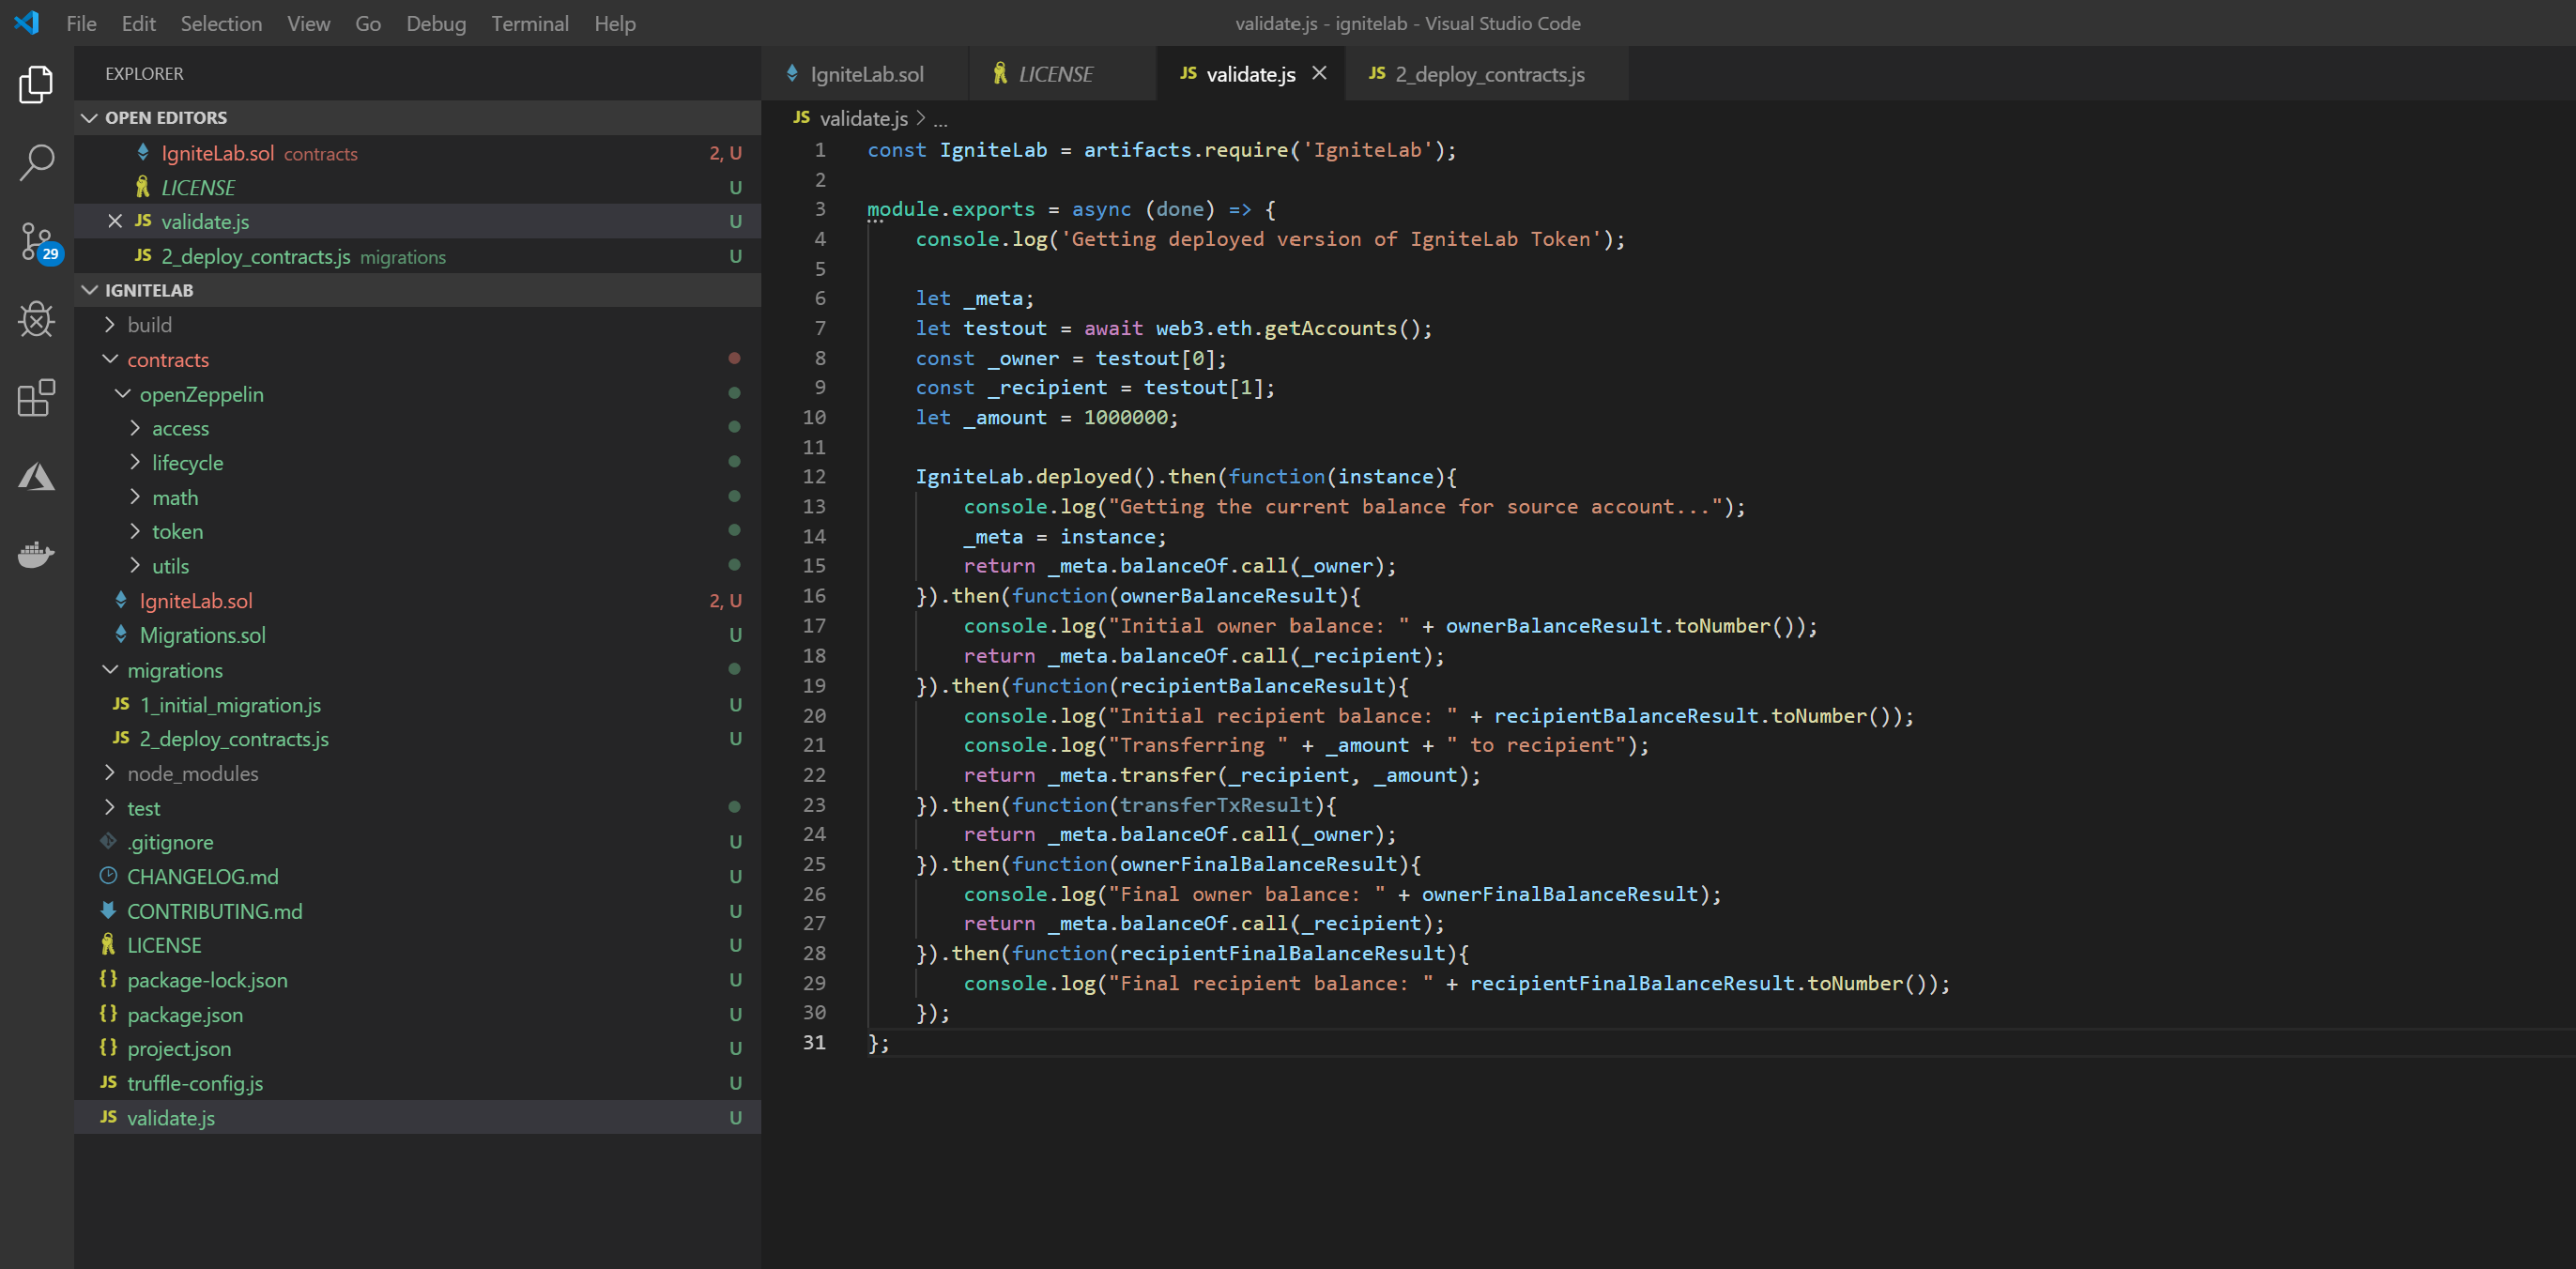 File Edit Selection View Go Debug Terminal Help
validate.js - ignitelab - Visual Studio Code
EXPLORER
OPEN EDITORS
IgniteLab.sol contracts 2, U
LICENSE U
JS validate.js U
JS 2_deploy_contracts.js migrations U
29
IGNITELAB
build
contracts
openZeppelin
access
lifecycle
math
token
utils
IgniteLab.sol 2, U
Migrations.sol U
migrations
JS 1_initial_migration.js U
JS 2_deploy_contracts.js U
node_modules
test
.gitignore U
CHANGELOG.md U
CONTRIBUTING.md U
LICENSE U
{} package-lock.json U
{} package.json U
{} project.json U
JS truffle-config.js U
JS validate.js U
IgniteLab.sol LICENSE JS validate.js JS 2_deploy_contracts.js
JS validate.js > ...
1 const IgniteLab = artifacts.require('IgniteLab');
2
3 module.exports = async (done) => {
4 console.log('Getting deployed version of IgniteLab Token');
5
6 let _meta;
7 let testout = await web3.eth.getAccounts();
8 const _owner = testout[0];
9 const _recipient = testout[1];
10 let _amount = 1000000;
11
12 IgniteLab.deployed().then(function(instance){
13 console.log("Getting the current balance for source account...");
14 _meta = instance;
15 return _meta.balanceOf.call(_owner);
16 }).then(function(ownerBalanceResult){
17 console.log("Initial owner balance: " + ownerBalanceResult.toNumber());
18 return _meta.balanceOf.call(_recipient);
19 }).then(function(recipientBalanceResult){
20 console.log("Initial recipient balance: " + recipientBalanceResult.toNumber());
21 console.log("Transferring " + _amount + " to recipient");
22 return _meta.transfer(_recipient, _amount);
23 }).then(function(transferTxResult){
24 return _meta.balanceOf.call(_owner);
25 }).then(function(ownerFinalBalanceResult){
26 console.log("Final owner balance: " + ownerFinalBalanceResult);
27 return _meta.balanceOf.call(_recipient);
28 }).then(function(recipientFinalBalanceResult){
29 console.log("Final recipient balance: " + recipientFinalBalanceResult.toNumber());
30 });
31 };